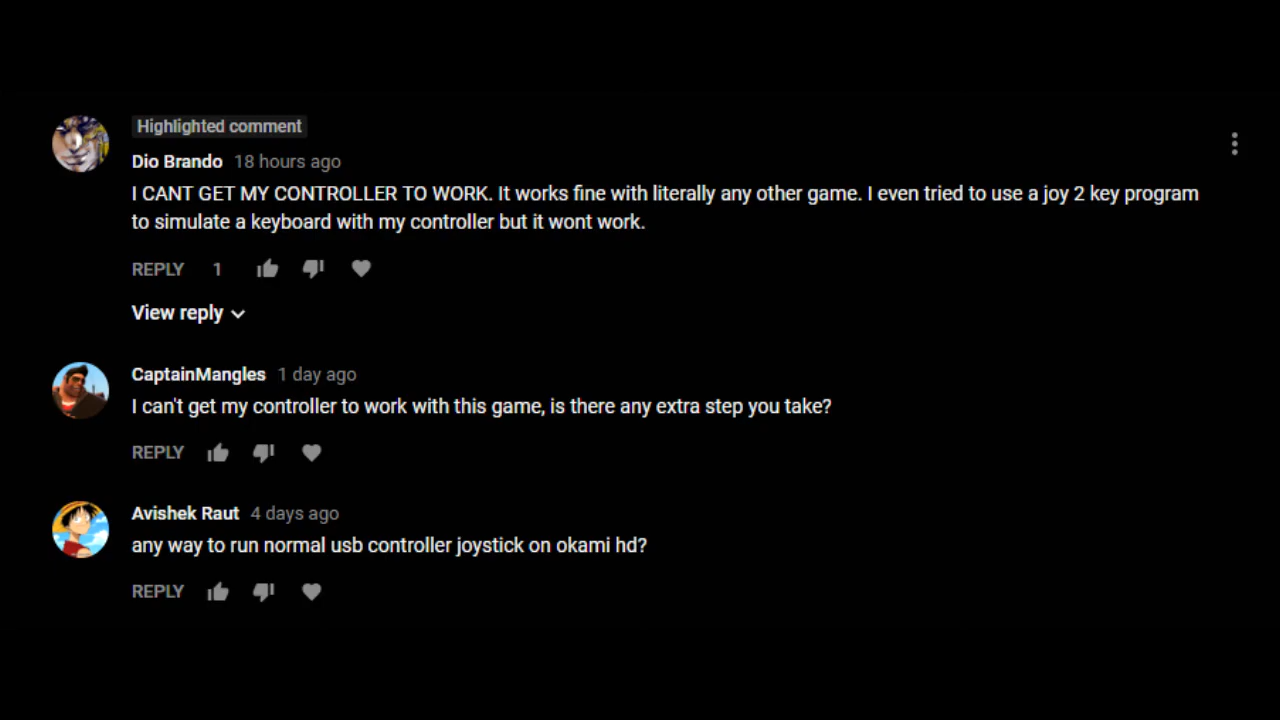 Highlighted comment
Dio Brando 18 hours ago
I CANT GET MY CONTROLLER TO WORK. It works fine with literally any other game. I even tried to use a joy 2 key program
to simulate a keyboard with my controller but it wont work.
REPLY 1
View reply
CaptainMangles 1 day ago
I can't get my controller to work with this game, is there any extra step you take?
REPLY
Avishek Raut 4 days ago
any way to run normal usb controller joystick on okami hd?
REPLY